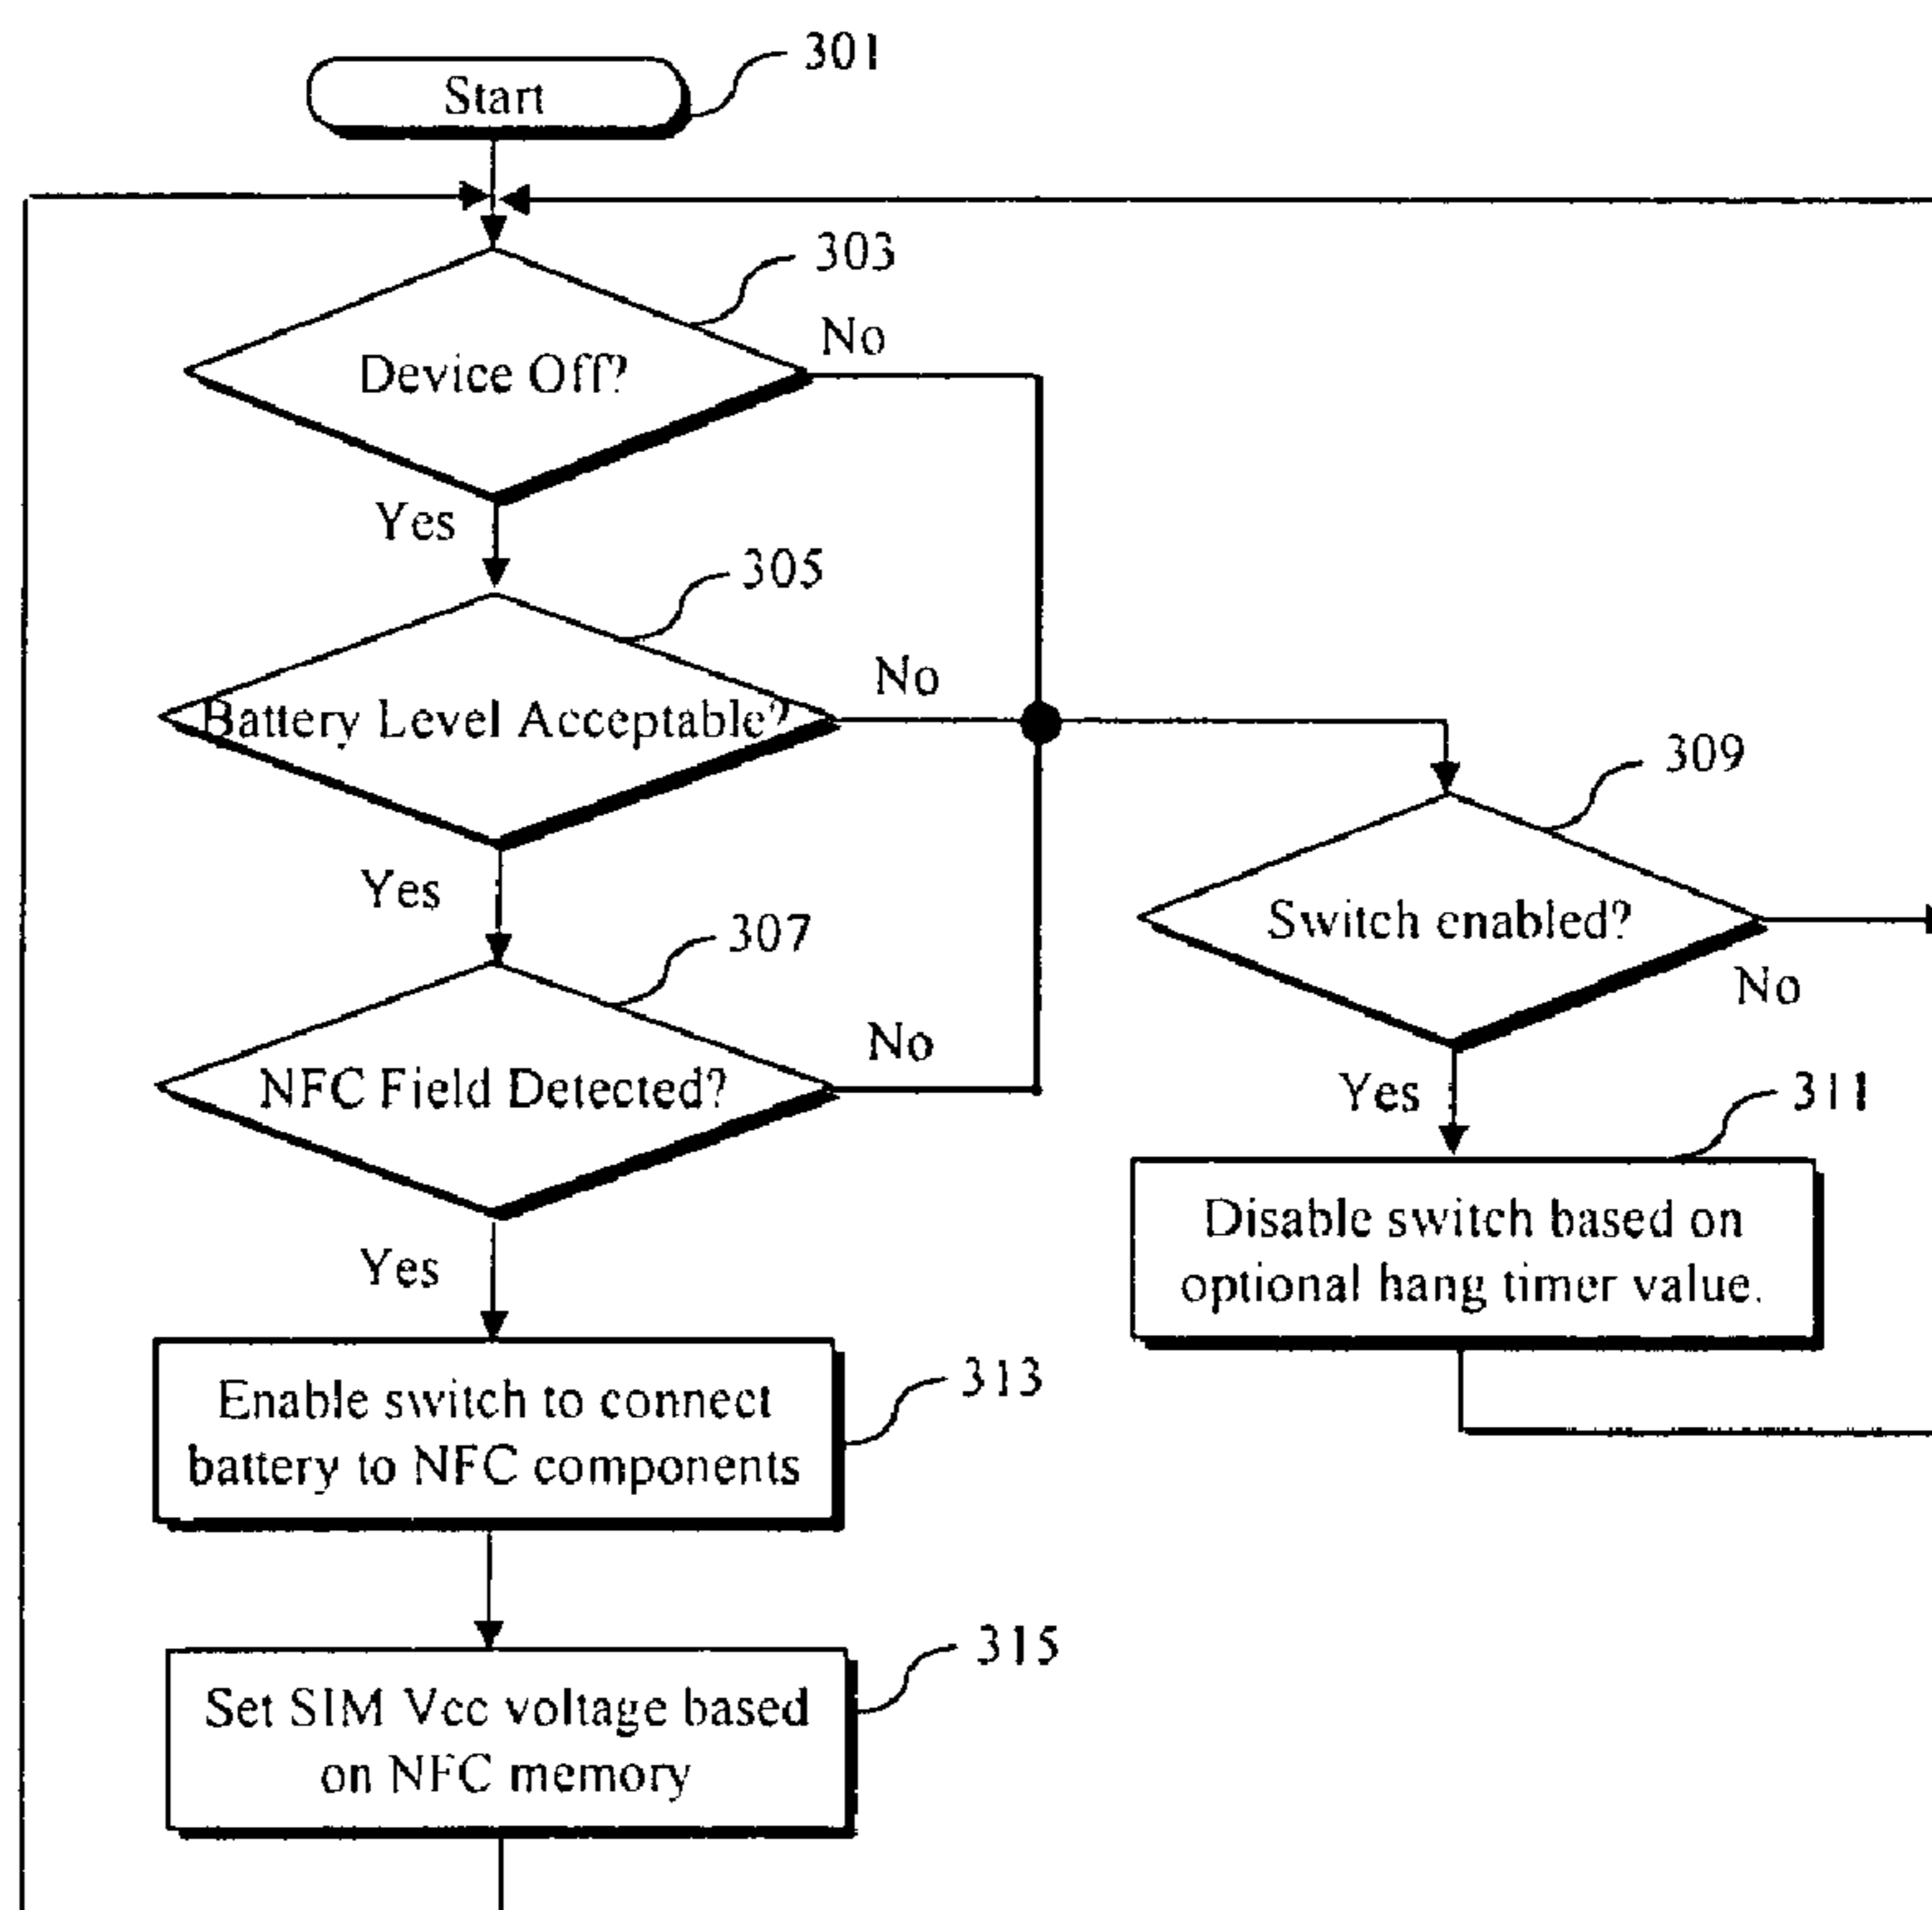 Start
301
303
Device Off?
No
Yes
305
Battery Level Acceptable?
No
Yes
307
NFC Field Detected?
No
Yes
309
Switch enabled?
No
Yes
311
Disable switch based on
optional hang timer value.
Enable switch to connect
battery to NFC components
313
Set SIM Vcc voltage based
on NFC memory
315